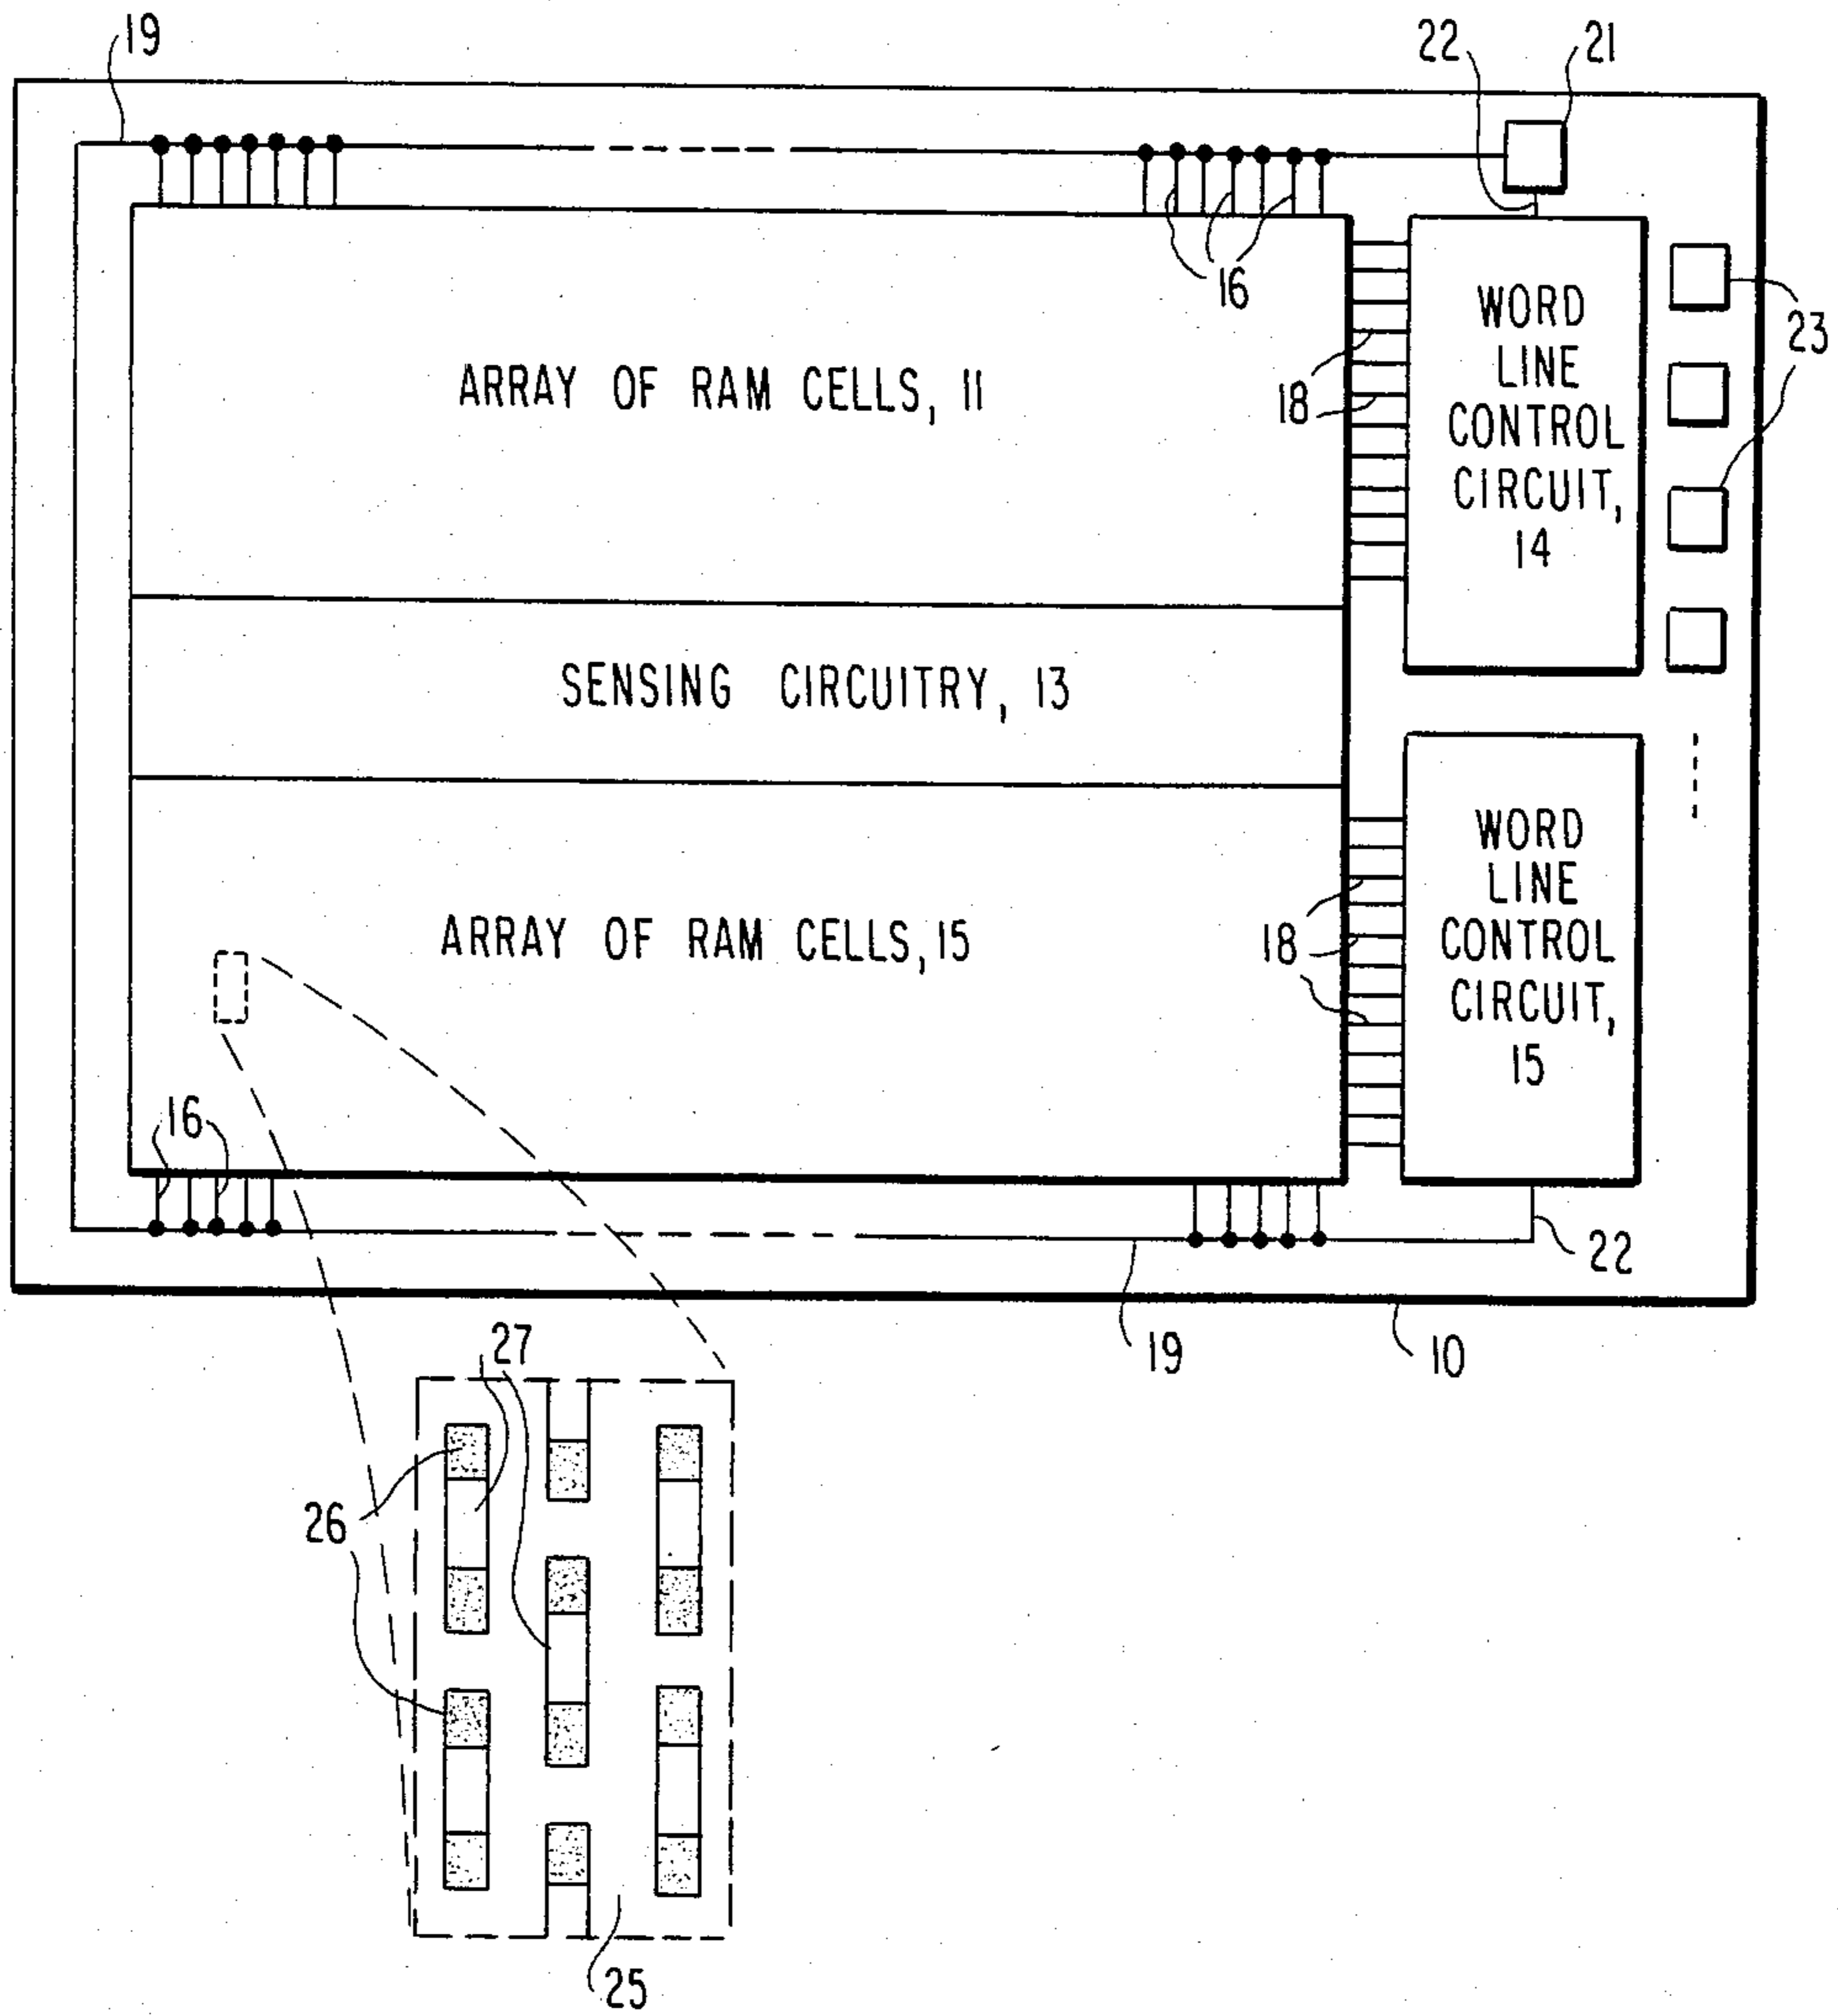 19
22
21
16
23
ARRAY OF RAM CELLS, 11
18
WORD
LINE
CONTROL
CIRCUIT,
14
SENSING CIRCUITRY, 13
ARRAY OF RAM CELLS, 15
18
WORD
LINE
CONTROL
CIRCUIT,
15
16
22
19
10
27
26
25